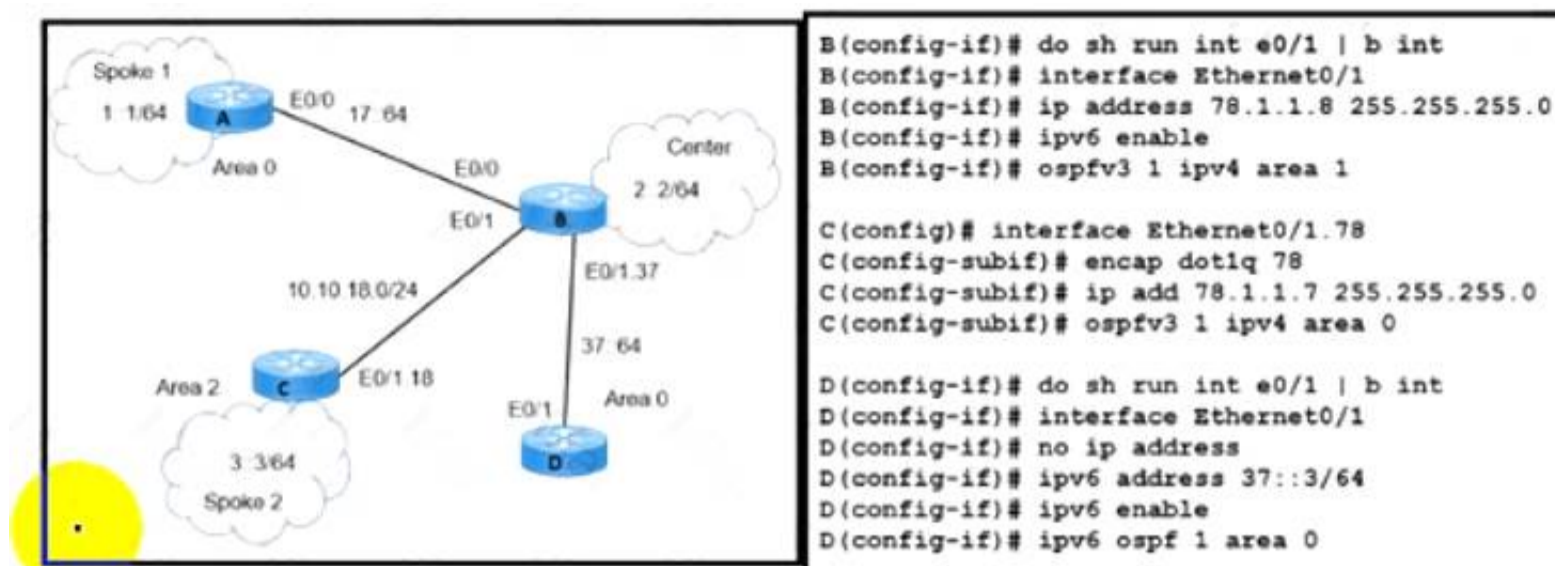 Spoke 1
1::1/64
A
E0/0
17::64
Area 0
E0/0
Center
2::2/64
B
E0/1
E0/1.37
10.10.18.0/24
37::64
Area 2
C
E0/1.18
E0/1
Area 0
D
3::3/64
Spoke 2
B(config-if)# do sh run int e0/1 | b int
B(config-if)# interface Ethernet0/1
B(config-if)# ip address 78.1.1.8 255.255.255.0
B(config-if)# ipv6 enable
B(config-if)# ospfv3 1 ipv4 area 1
C(config)# interface Ethernet0/1.78
C(config-subif)# encap dot1q 78
C(config-subif)# ip add 78.1.1.7 255.255.255.0
C(config-subif)# ospfv3 1 ipv4 area 0
D(config-if)# do sh run int e0/1 | b int
D(config-if)# interface Ethernet0/1
D(config-if)# no ip address
D(config-if)# ipv6 address 37::3/64
D(config-if)# ipv6 enable
D(config-if)# ipv6 ospf 1 area 0